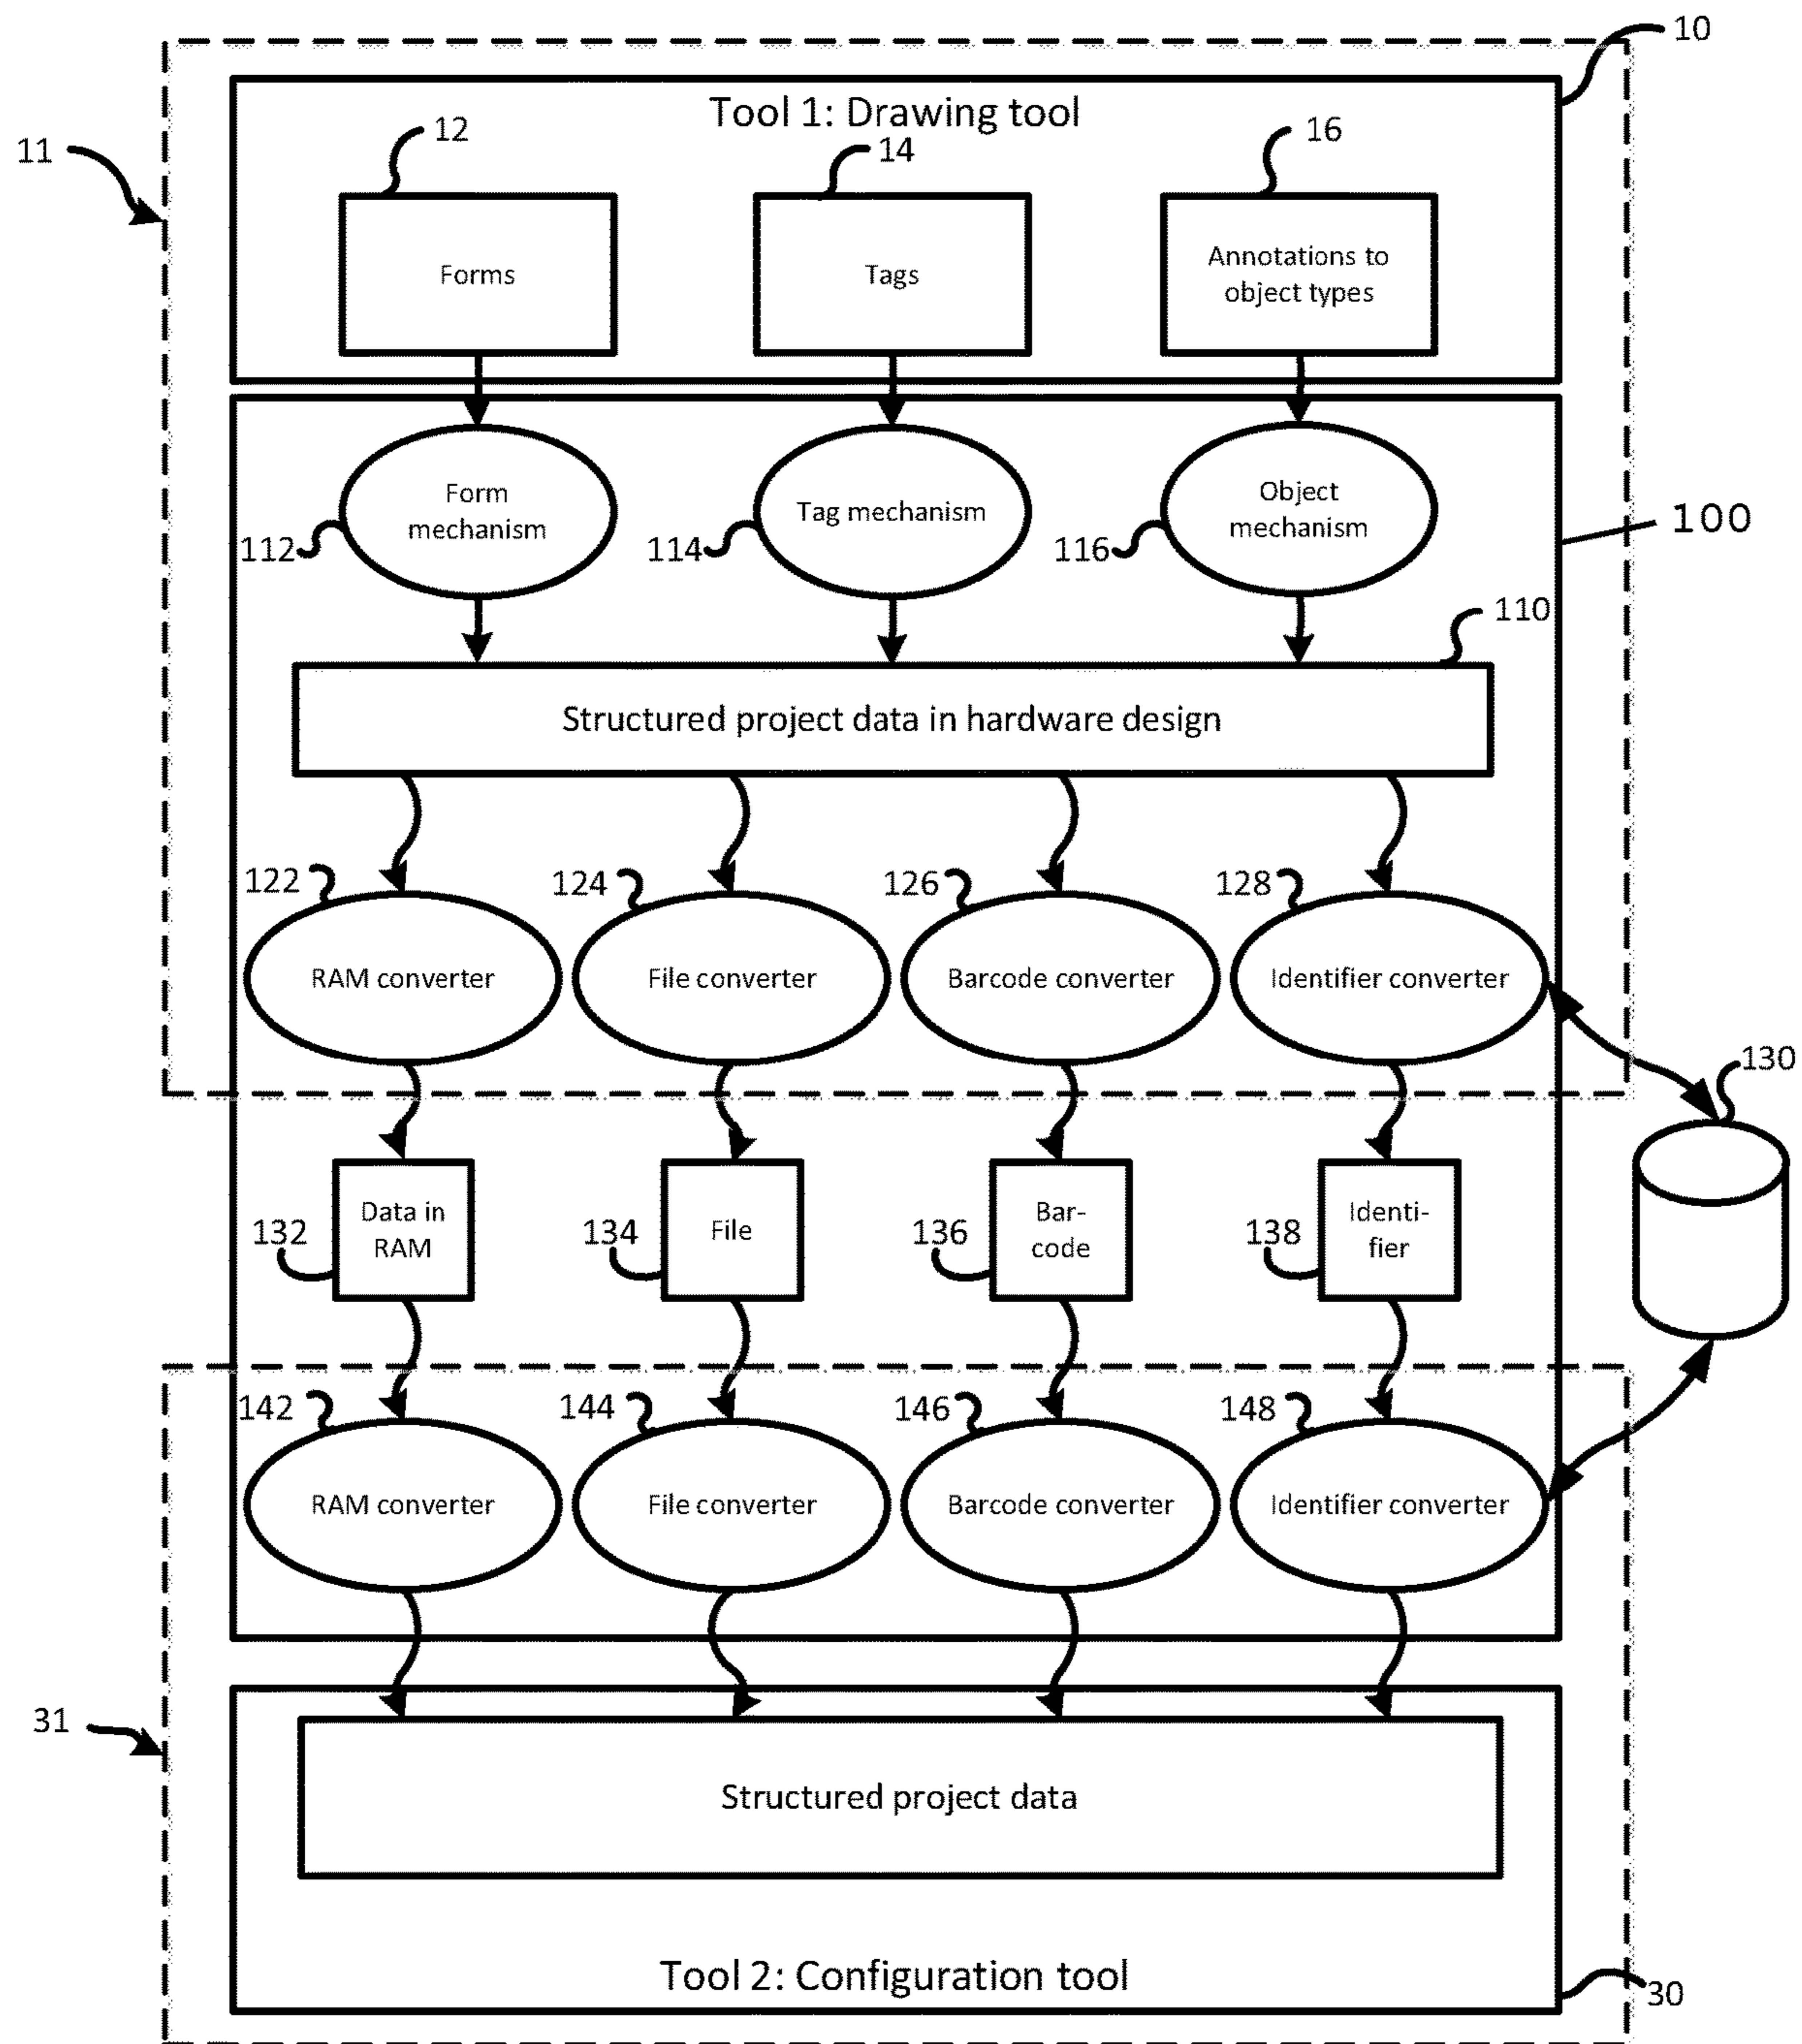 10
Tool 1: Drawing tool
12
14
16
11
Forms
Tags
Annotations to
object types
Form
mechanism
Tag mechanism
Object
mechanism
100
112
114
116
110
Structured project data in hardware design
122
124
126
128
RAM converter
File converter
Barcode converter
Identifier converter
130
Data in
RAM
File
Bar-
code
Identi-
fier
132
134
136
138
142
144
146
148
RAM converter
File converter
Barcode converter
Identifier converter
31
Structured project data
Tool 2: Configuration tool
30